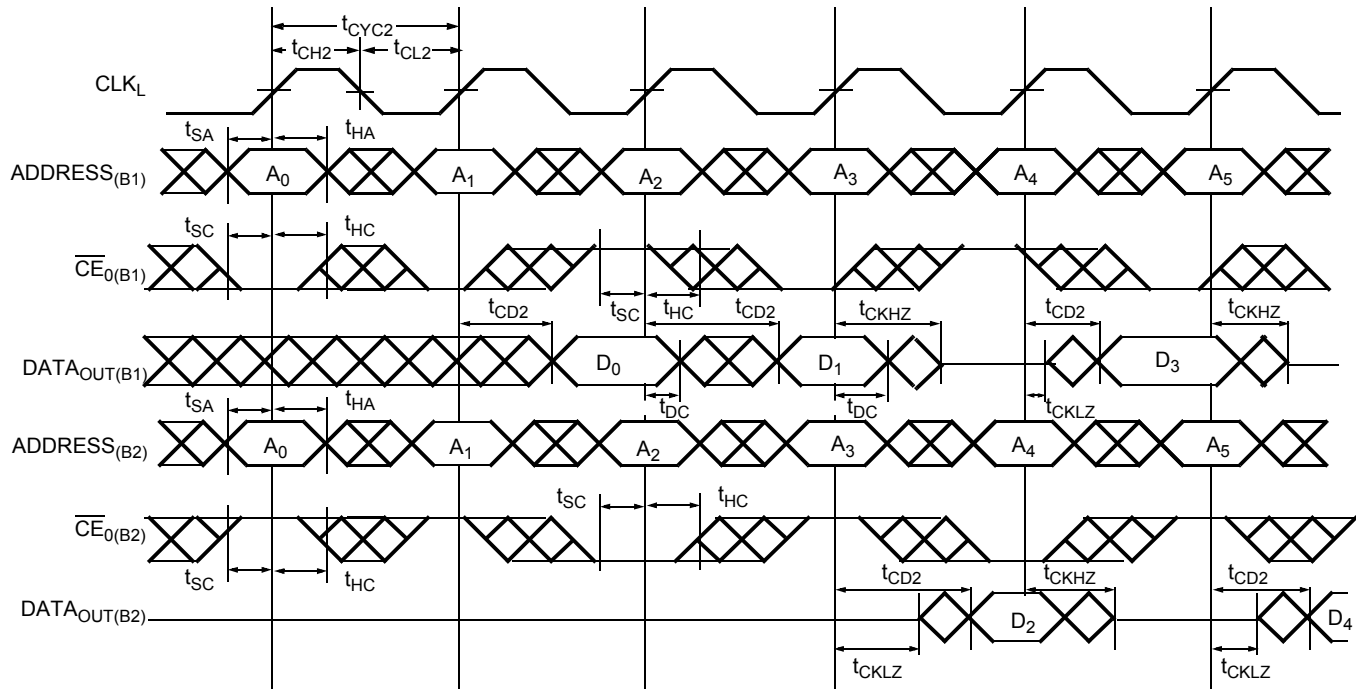 tCYC2
tCH2 tCL2
CLKL
tSA tHA
ADDRESS(B1) A0 A1 A2 A3 A4 A5
tSC tHC
CE0(B1)
tCD2 tSC tHC tCD2 tCKHZ tCD2 tCKHZ
DATAOUT(B1) D0 D1 D3
tSA tHA tDC tDC tCKLZ
ADDRESS(B2) A0 A1 A2 A3 A4 A5
tSC tHC
CE0(B2)
tSC tHC tCD2 tCKHZ tCD2
DATAOUT(B2) D2 D4
tCKLZ tCKLZ